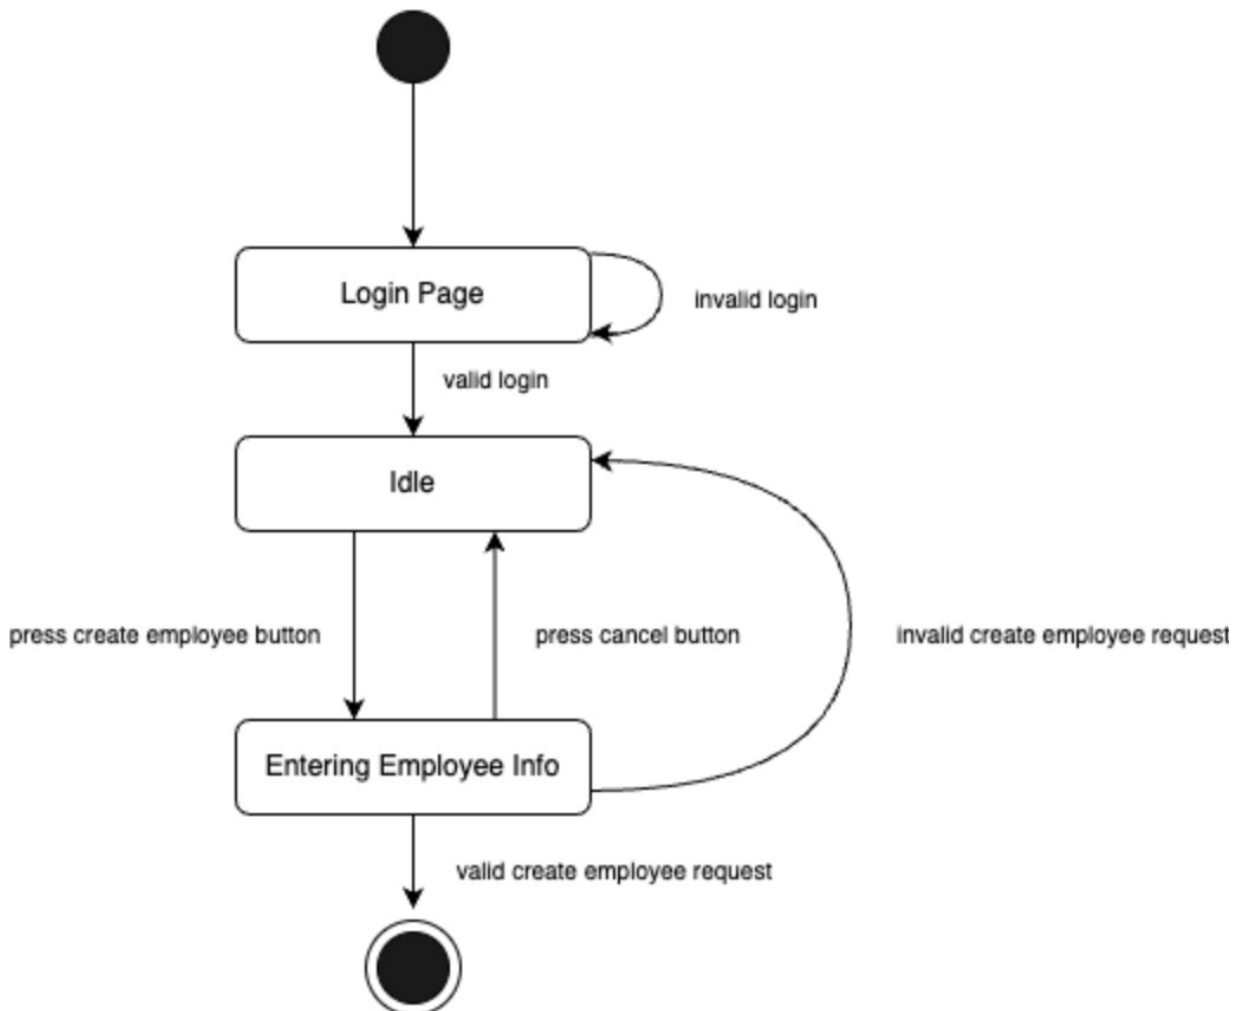 Login Page
invalid login
valid login
Idle
press create employee button
press cancel button
invalid create employee request
Entering Employee Info
valid create employee request